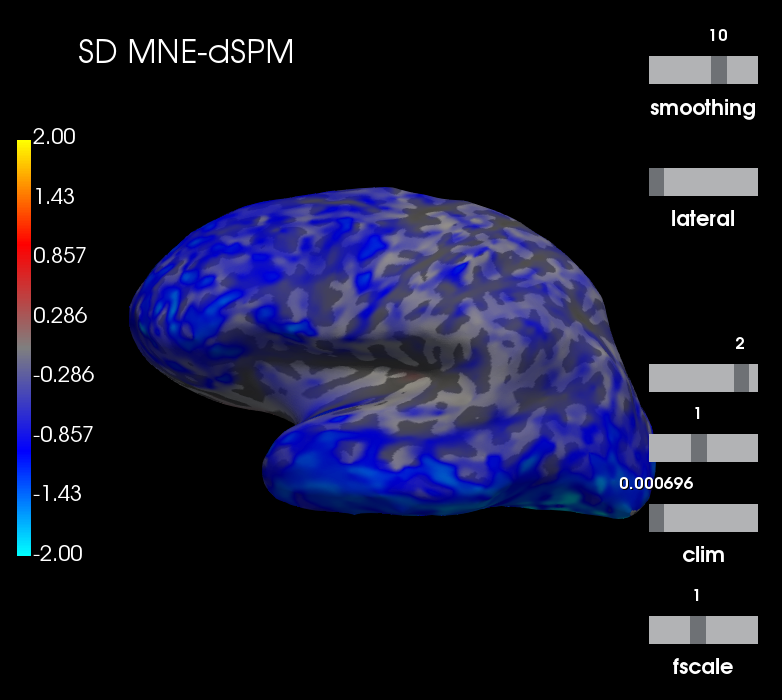 SD MNE-dSPM
10
smoothing
lateral
2.00
1.43
0.857
0.286
-0.286
-0.857
-1.43
-2.00
2
1
0.000696
clim
1
fscale